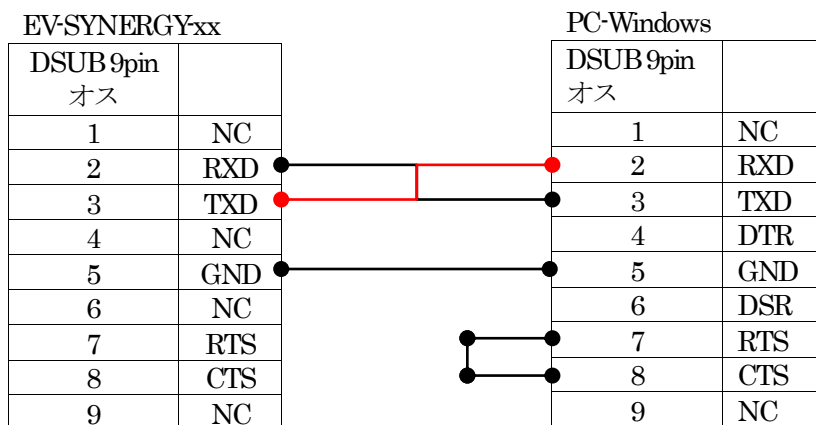 EV-SYNERGY-xx
DSUB 9pin
オス
1 NC
2 RXD
3 TXD
4 NC
5 GND
6 NC
7 RTS
8 CTS
9 NC
PC-Windows
DSUB 9pin
オス
1 NC
2 RXD
3 TXD
4 DTR
5 GND
6 DSR
7 RTS
8 CTS
9 NC